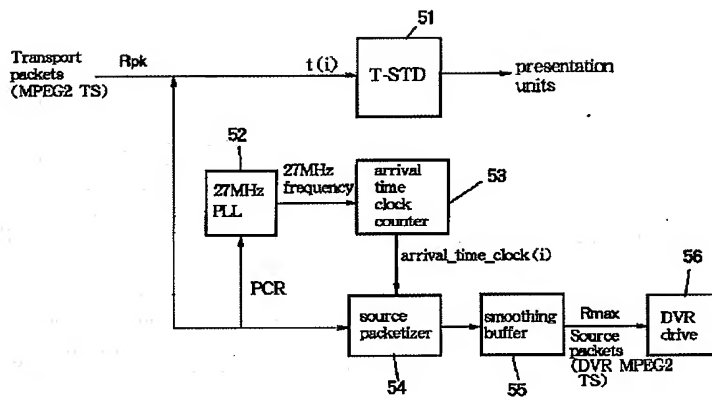 51
Transport
packets
(MPEG2 TS)
Rpk
t(i)
T-STD
presentation
units
52
27MHz
PLL
27MHz
frequency
arrival
time
clock
counter
53
arrival_time_clock(i)
PCR
source
packetizer
54
smoothing
buffer
55
Rmax
Source
packets
(DVR MPEG2
TS)
56
DVR
drive